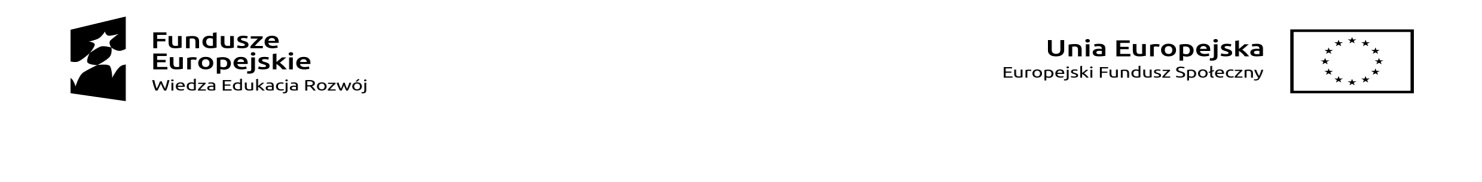 Fundusze
Europejskie
Wiedza Edukacja Rozwój
Unia Europejska
Europejski Fundusz Społeczny